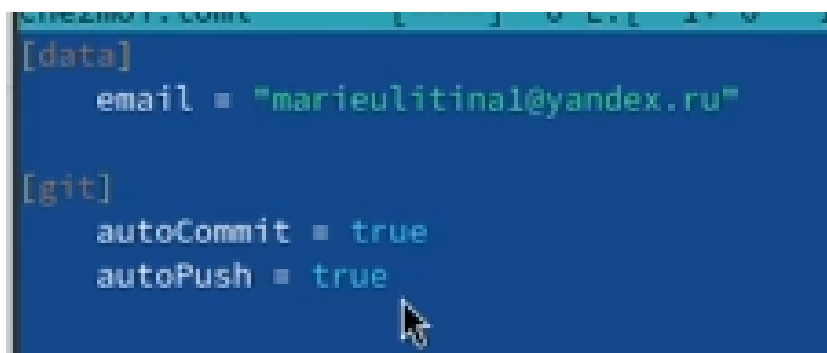 [data]
email = "marieulitina1@yandex.ru"
[git]
autoCommit = true
autoPush = true